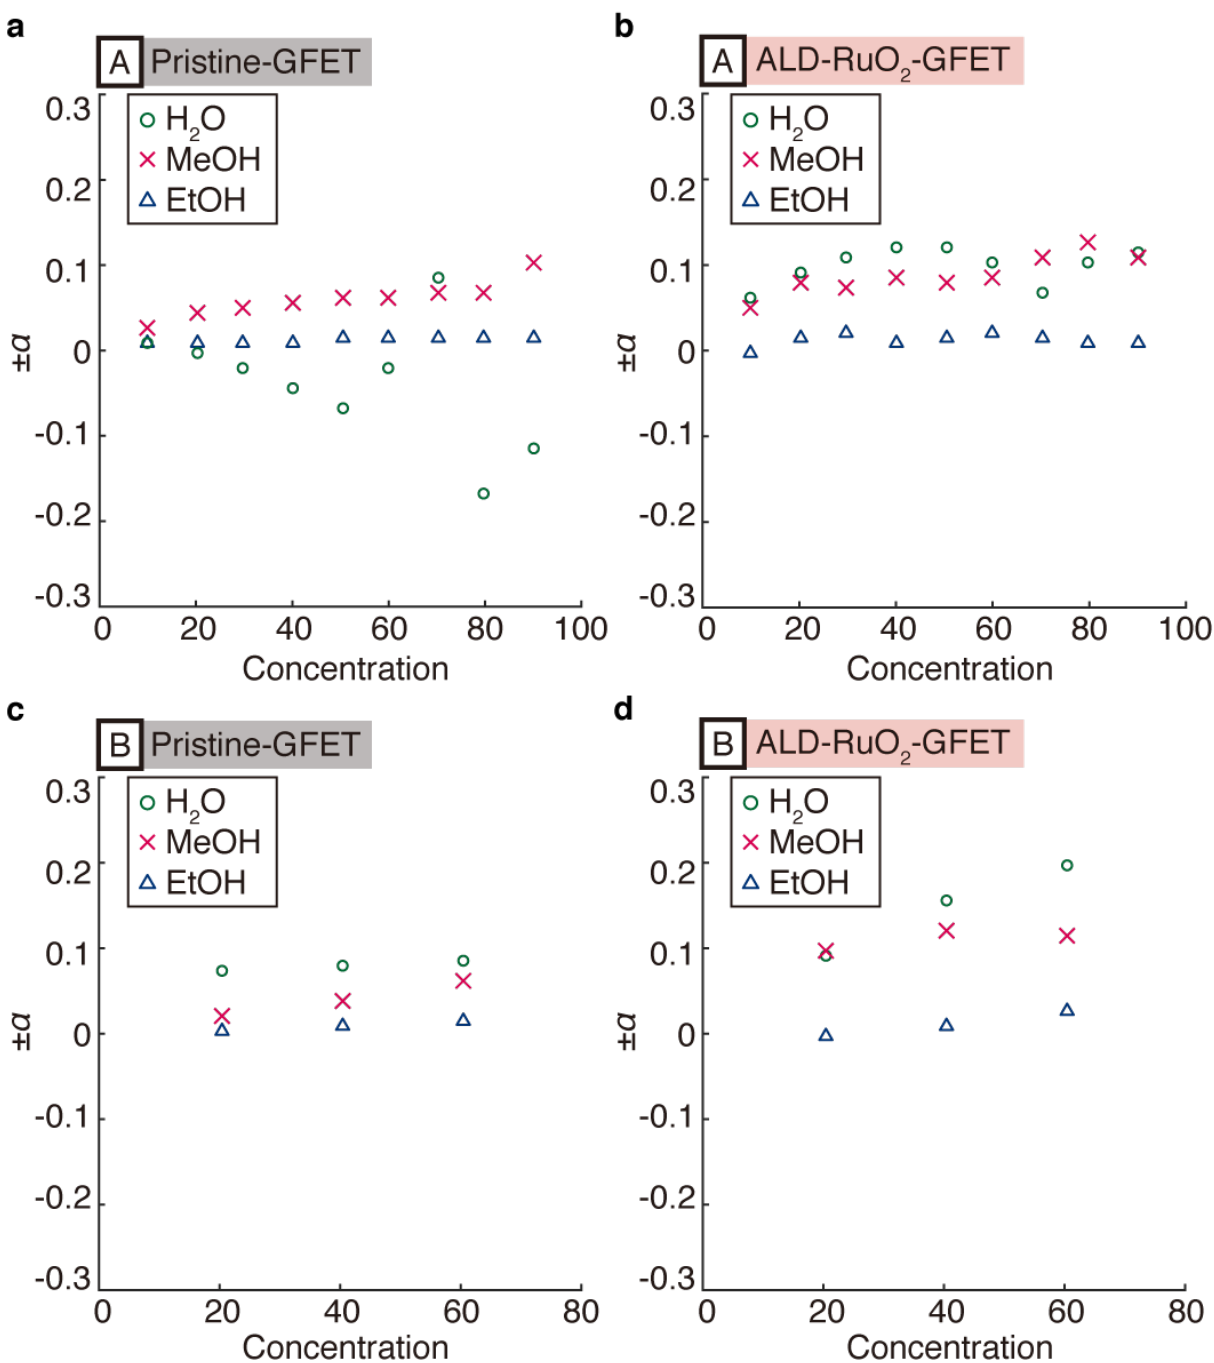 a
A Pristine-GFET
H₂O
MeOH
EtOH
0.3
0.2
0.1
0
-0.1
-0.2
-0.3
±α
0 20 40 60 80 100
Concentration
b
A ALD-RuO₂-GFET
H₂O
MeOH
EtOH
0.3
0.2
0.1
0
-0.1
-0.2
-0.3
±α
0 20 40 60 80 100
Concentration
c
B Pristine-GFET
H₂O
MeOH
EtOH
0.3
0.2
0.1
0
-0.1
-0.2
-0.3
±α
0 20 40 60 80
Concentration
d
B ALD-RuO₂-GFET
H₂O
MeOH
EtOH
0.3
0.2
0.1
0
-0.1
-0.2
-0.3
±α
0 20 40 60 80
Concentration